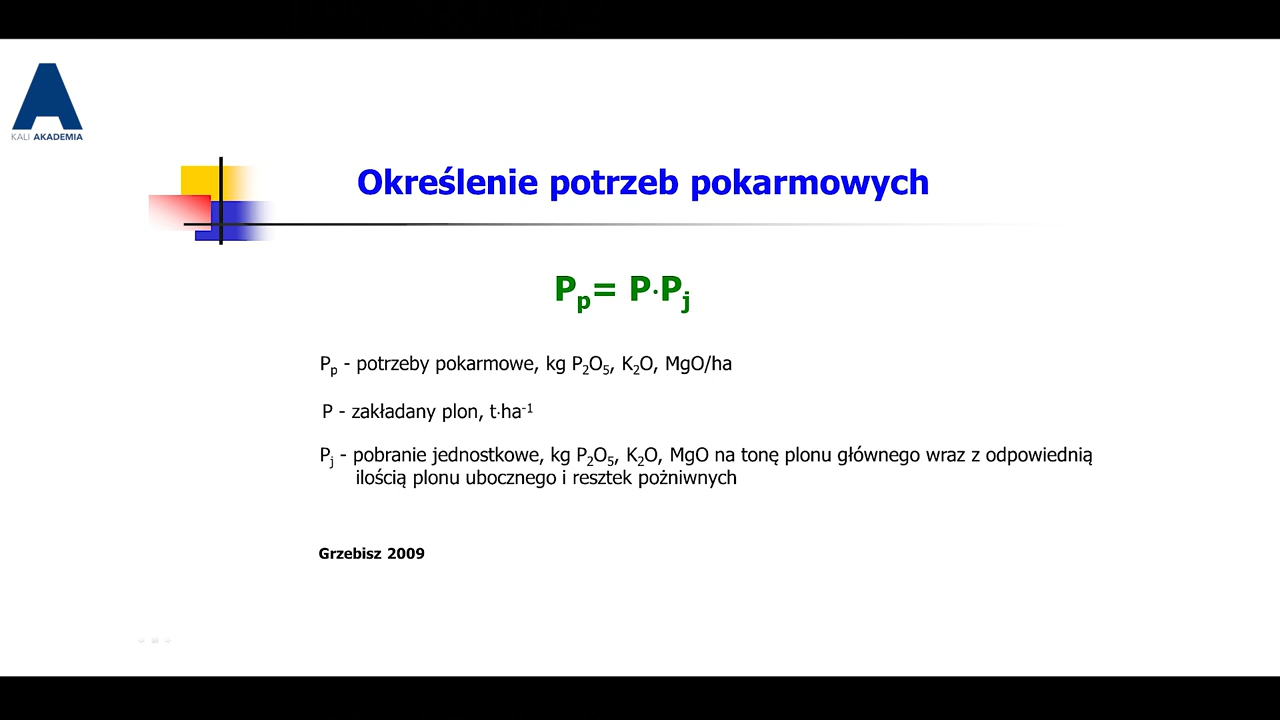 KALI AKADEMIA
Określenie potrzeb pokarmowych
Pₚ= P·Pⱼ
Pₚ - potrzeby pokarmowe, kg P₂O₅, K₂O, MgO/ha
P - zakładany plon, t·ha⁻¹
Pⱼ - pobranie jednostkowe, kg P₂O₅, K₂O, MgO na tonę plonu głównego wraz z odpowiednią
ilością plonu ubocznego i resztek pożniwnych
Grzebisz 2009